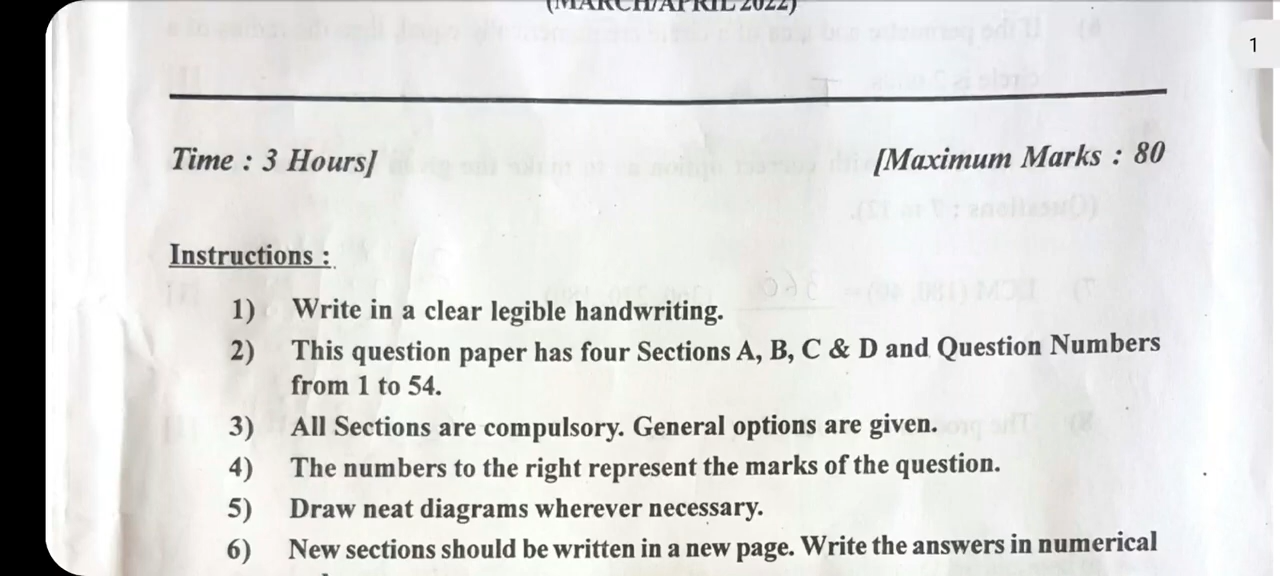 (MARCH/APRIL 2022)
1
Time : 3 Hours]
[Maximum Marks : 80
Instructions :
1) Write in a clear legible handwriting.
2) This question paper has four Sections A, B, C & D and Question Numbers
from 1 to 54.
3) All Sections are compulsory. General options are given.
4) The numbers to the right represent the marks of the question.
5) Draw neat diagrams wherever necessary.
6) New sections should be written in a new page. Write the answers in numerical